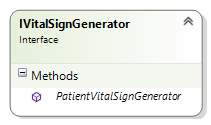 IVitalSignGenerator
Interface
Methods
PatientVitalSignGenerator